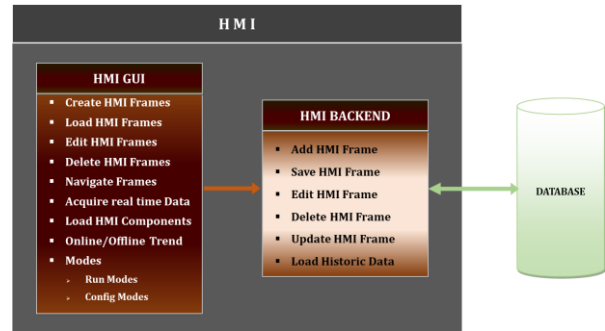 HMI
HMI GUI
▪ Create HMI Frames
▪ Load HMI Frames
▪ Edit HMI Frames
▪ Delete HMI Frames
▪ Navigate Frames
▪ Acquire real time Data
▪ Load HMI Components
▪ Online/Offline Trend
▪ Modes
➢ Run Modes
➢ Config Modes
HMI BACKEND
▪ Add HMI Frame
▪ Save HMI Frame
▪ Edit HMI Frame
▪ Delete HMI Frame
▪ Update HMI Frame
▪ Load Historic Data
DATABASE